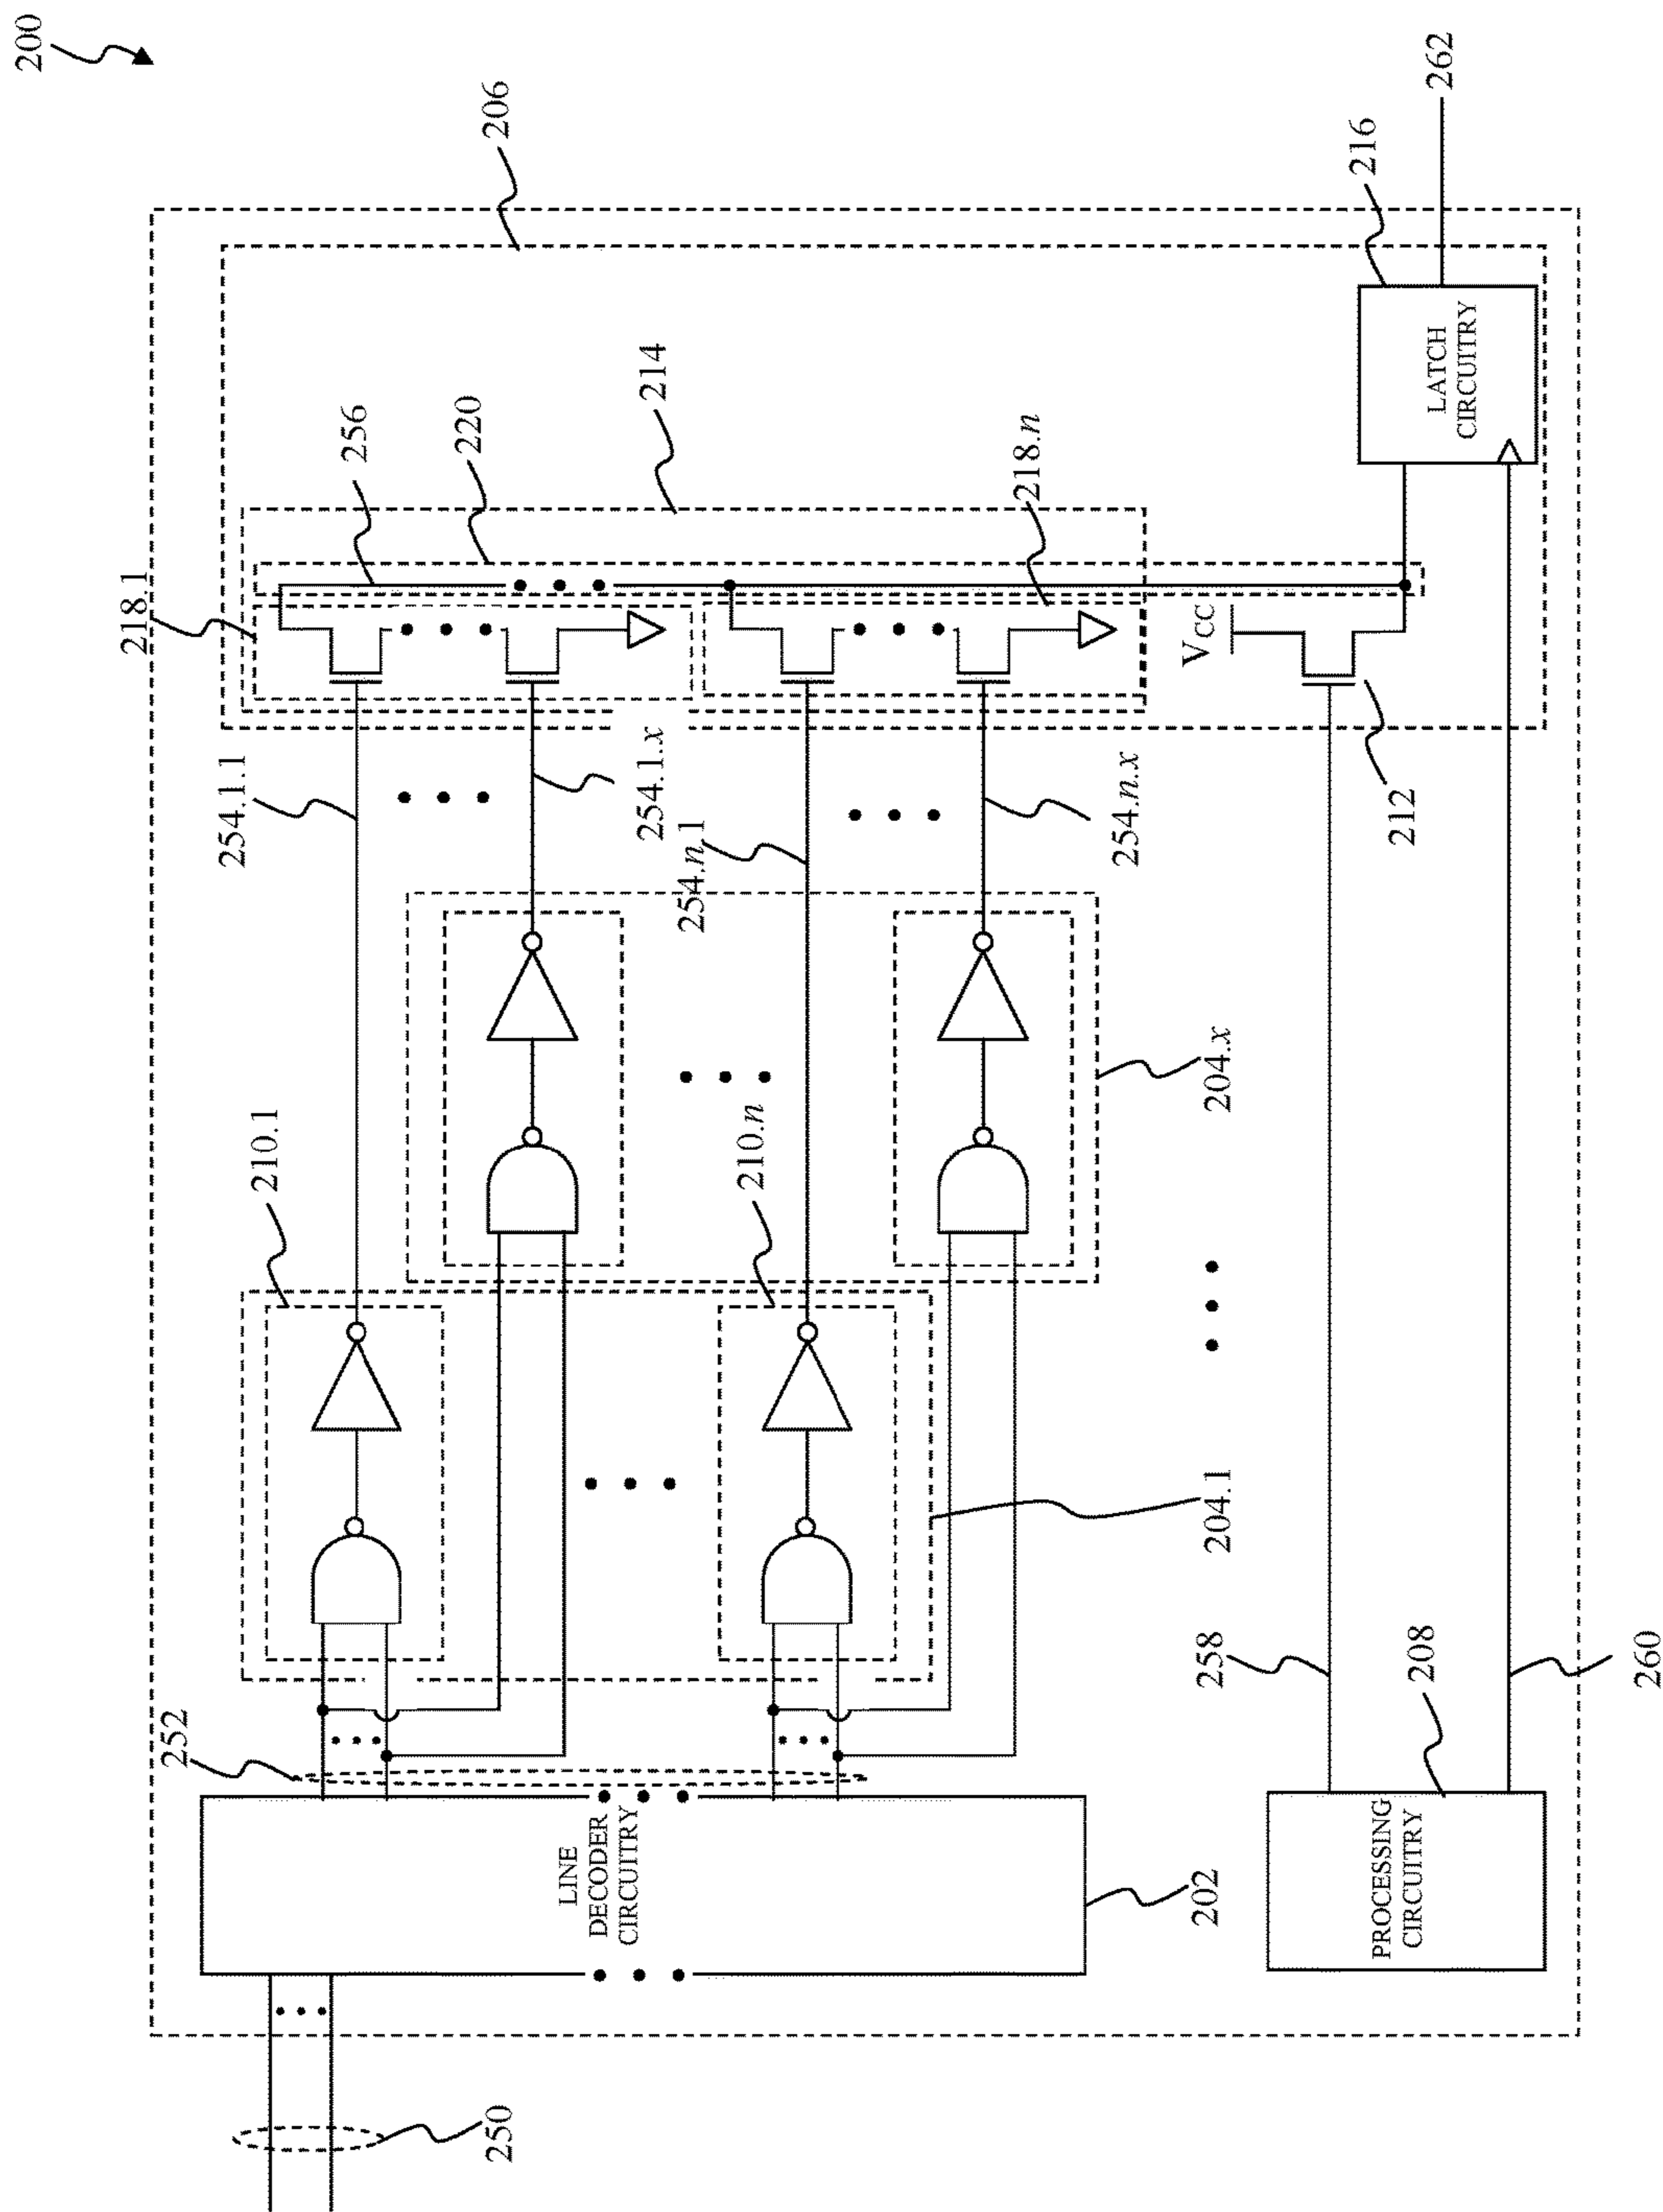 200
206
216
262
214
220
256
218.1
218.n
LATCH
CIRCUITRY
VCC
254.1.1
254.1.x
254.n.1
254.n.x
212
210.1
210.n
204.x
204.1
252
258
208
260
LINE
DECODER
CIRCUITRY
202
PROCESSING
CIRCUITRY
250